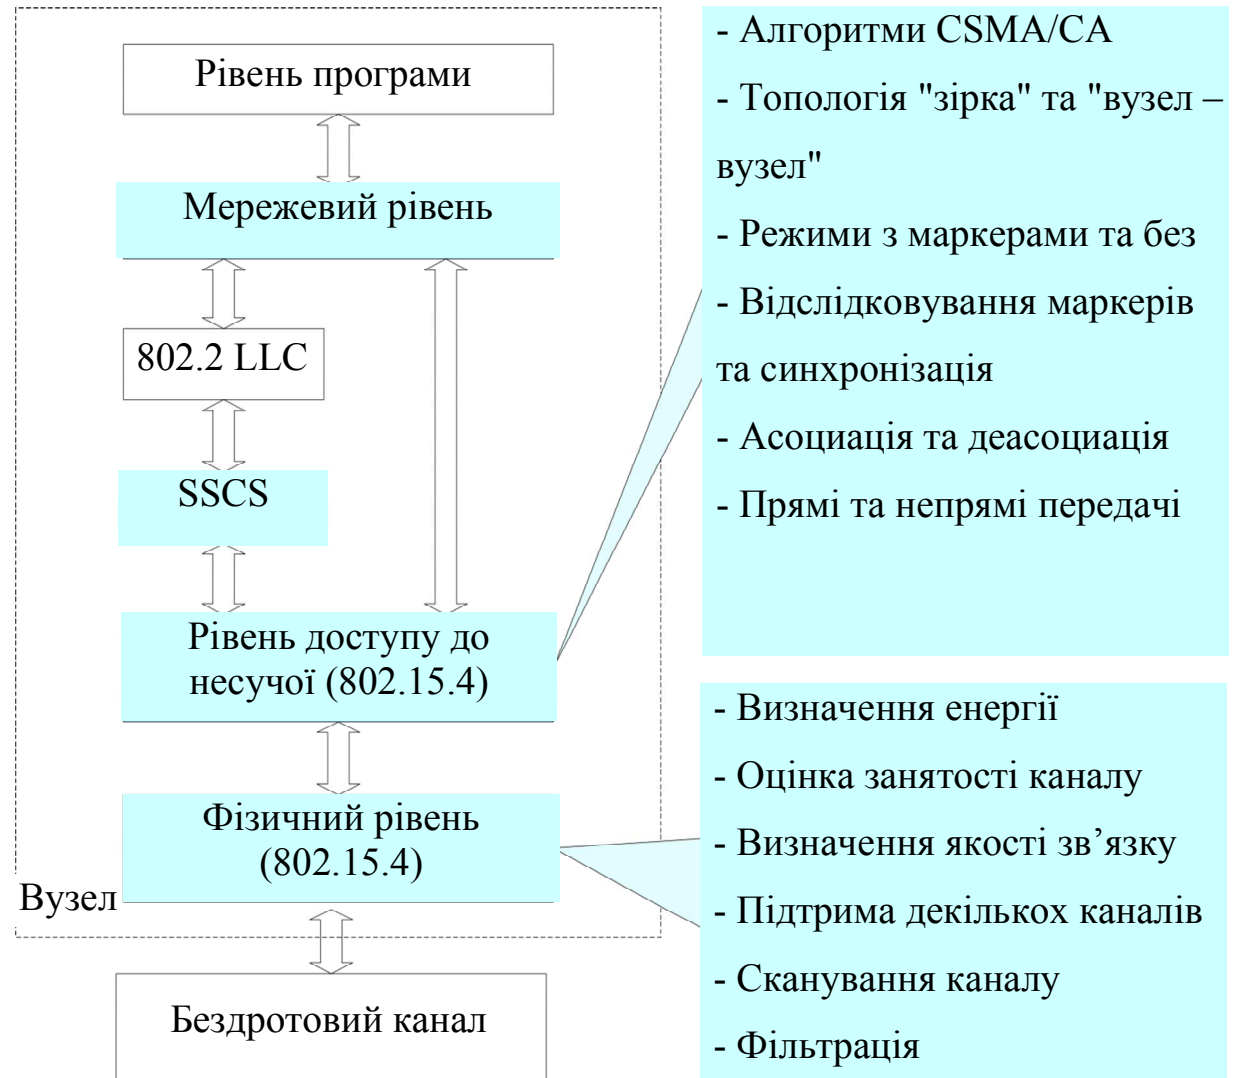 Рівень програми
Мережевий рівень
802.2 LLC
SSCS
Рівень доступу до
несучої (802.15.4)
Фізичний рівень
(802.15.4)
Вузел
Бездротовий канал
- Алгоритми CSMA/CA
- Топологія "зірка" та "вузел –
вузел"
- Режими з маркерами та без
- Відслідковування маркерів
та синхронізація
- Асоциація та деасоциація
- Прямі та непрямі передачі
- Визначення енергії
- Оцінка занятості каналу
- Визначення якості зв’язку
- Підтрима декількох каналів
- Сканування каналу
- Фільтрація